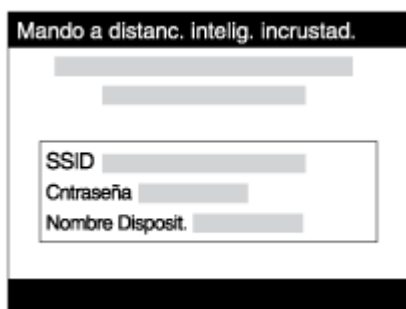 Mando a distanc. intelig. incrustad.
SSID
Cntraseña
Nombre Disposit.